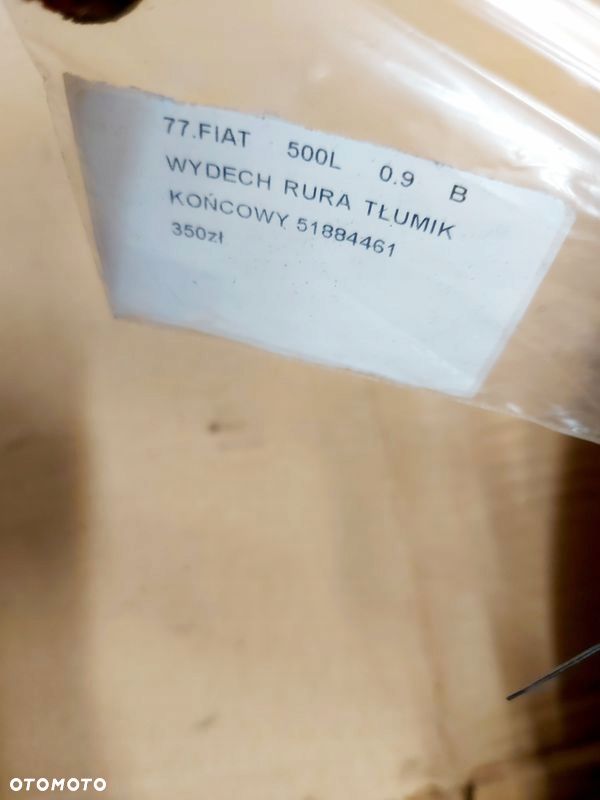 77.FIAT 500L 0.9 B
WYDECH RURA TŁUMIK
KOŃCOWY 51884461
350zł
OTOMOTO